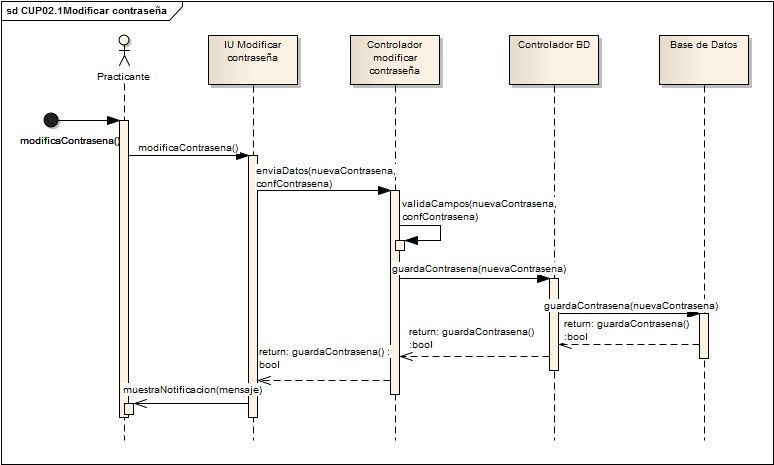 sd CUP02.1Modificar contraseña
Practicante
IU Modificar
contraseña
Controlador
modificar
contraseña
Controlador BD
Base de Datos
modificaContrasena()
modificaContrasena()
enviaDatos(nuevaContrasena,
confContrasena)
validaCampos(nuevaContrasena,
confContrasena)
guardaContrasena(nuevaContrasena)
guardaContrasena(nuevaContrasena)
return: guardaContrasena()
:bool
return: guardaContrasena()
:bool
return: guardaContrasena() :
bool
muestraNotificacion(mensaje)